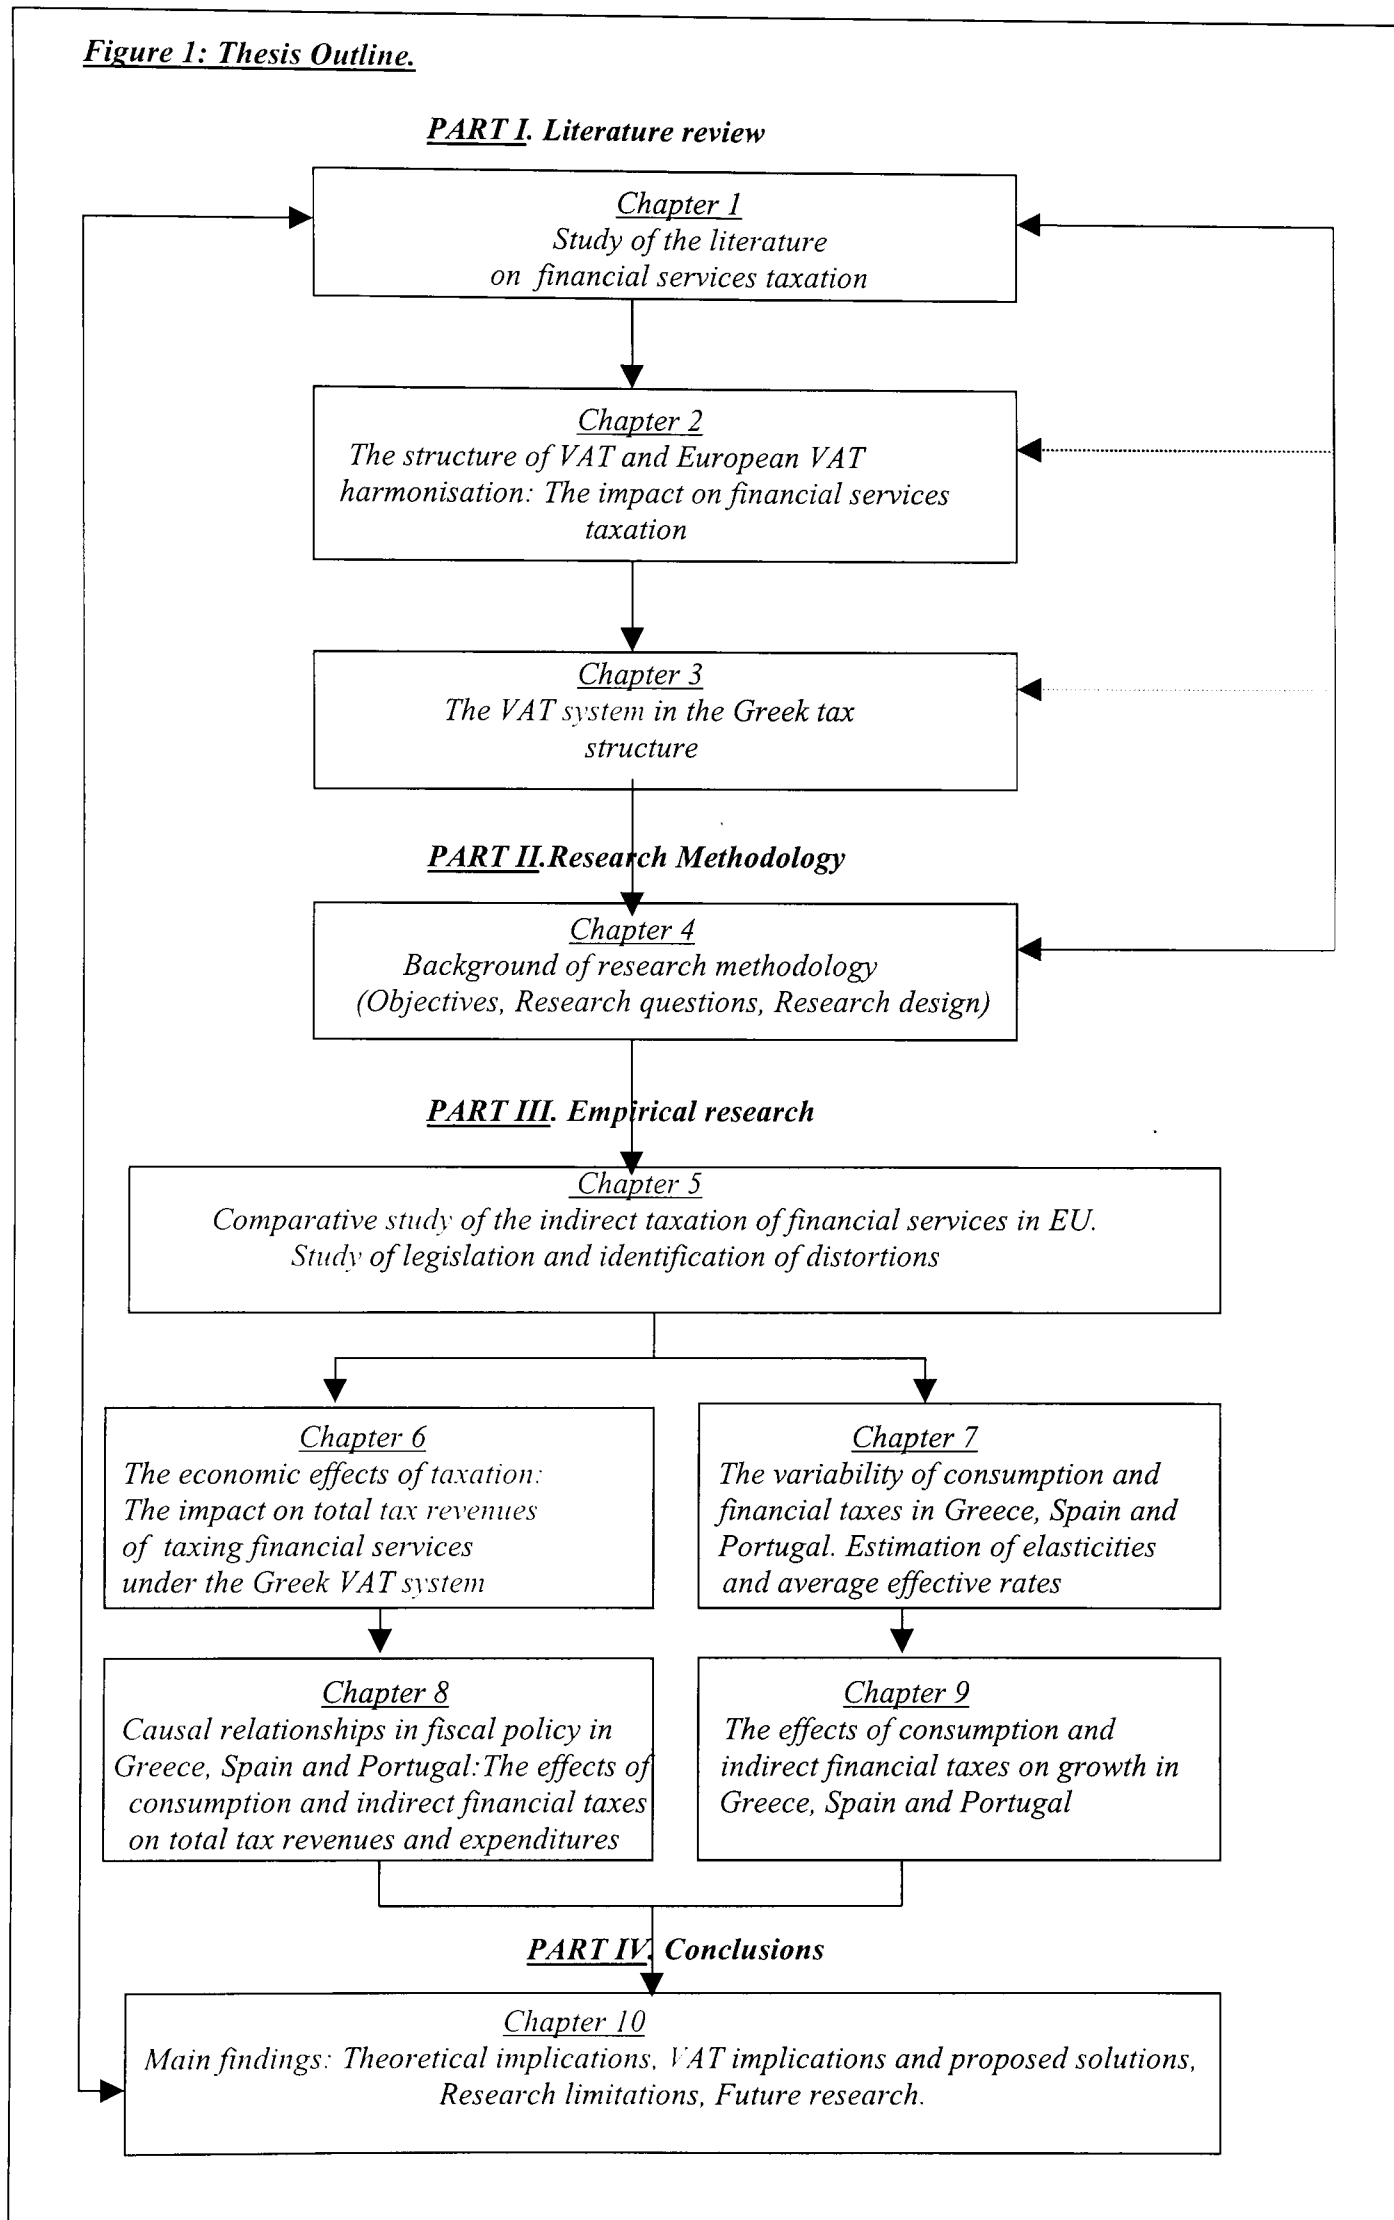 Figure 1: Thesis Outline.
PART I. Literature review
Chapter 1
Study of the literature
on financial services taxation
Chapter 2
The structure of VAT and European VAT
harmonisation: The impact on financial services
taxation
Chapter 3
The VAT system in the Greek tax
structure
PART II.Research Methodology
Chapter 4
Background of research methodology
(Objectives, Research questions, Research design)
PART III. Empirical research
Chapter 5
Comparative study of the indirect taxation of financial services in EU.
Study of legislation and identification of distortions
Chapter 6
The economic effects of taxation:
The impact on total tax revenues
of taxing financial services
under the Greek VAT system
Chapter 7
The variability of consumption and
financial taxes in Greece, Spain and
Portugal. Estimation of elasticities
and average effective rates
Chapter 8
Causal relationships in fiscal policy in
Greece, Spain and Portugal:The effects of
consumption and indirect financial taxes
on total tax revenues and expenditures
Chapter 9
The effects of consumption and
indirect financial taxes on growth in
Greece, Spain and Portugal
PART IV. Conclusions
Chapter 10
Main findings: Theoretical implications, VAT implications and proposed solutions,
Research limitations, Future research.